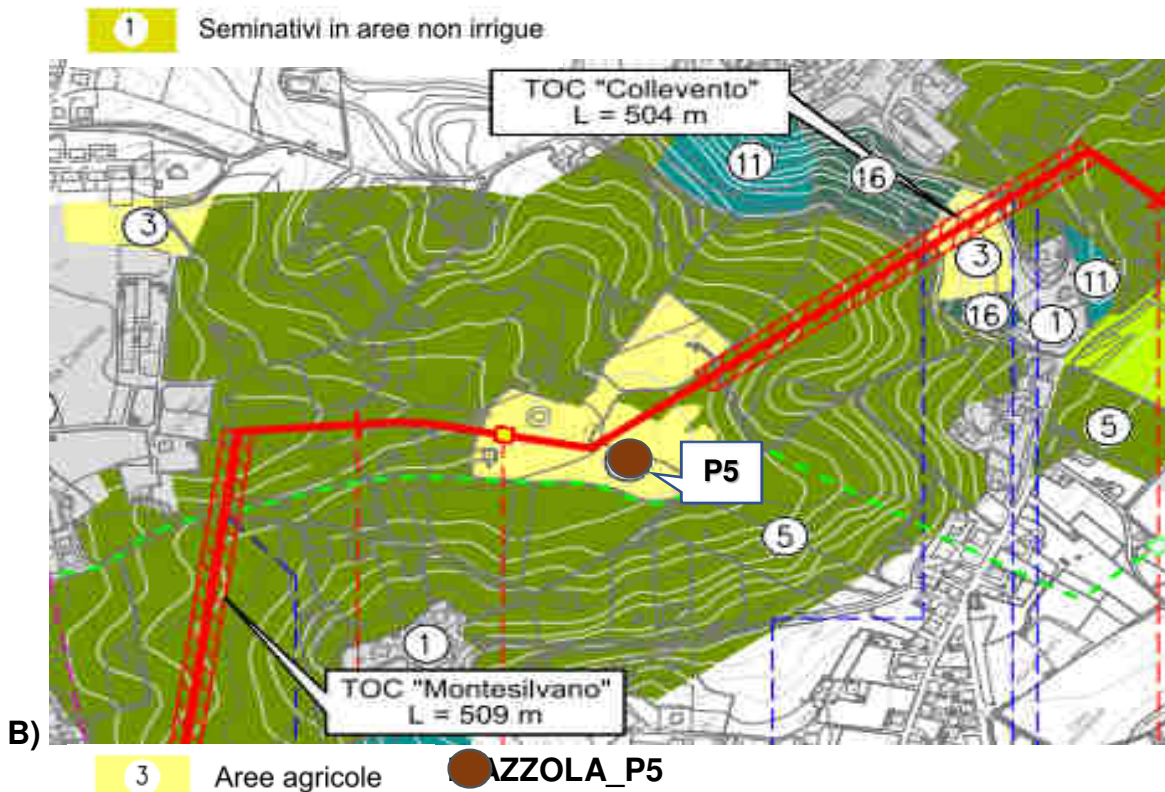 1 Seminativi in aree non irrigue
TOC "Collevento"
L = 504 m
11
16
3
3
11
16
1
5
P5
5
1
TOC "Montesilvano"
L = 509 m
B)
3 Aree agricole
AZZOLA_P5